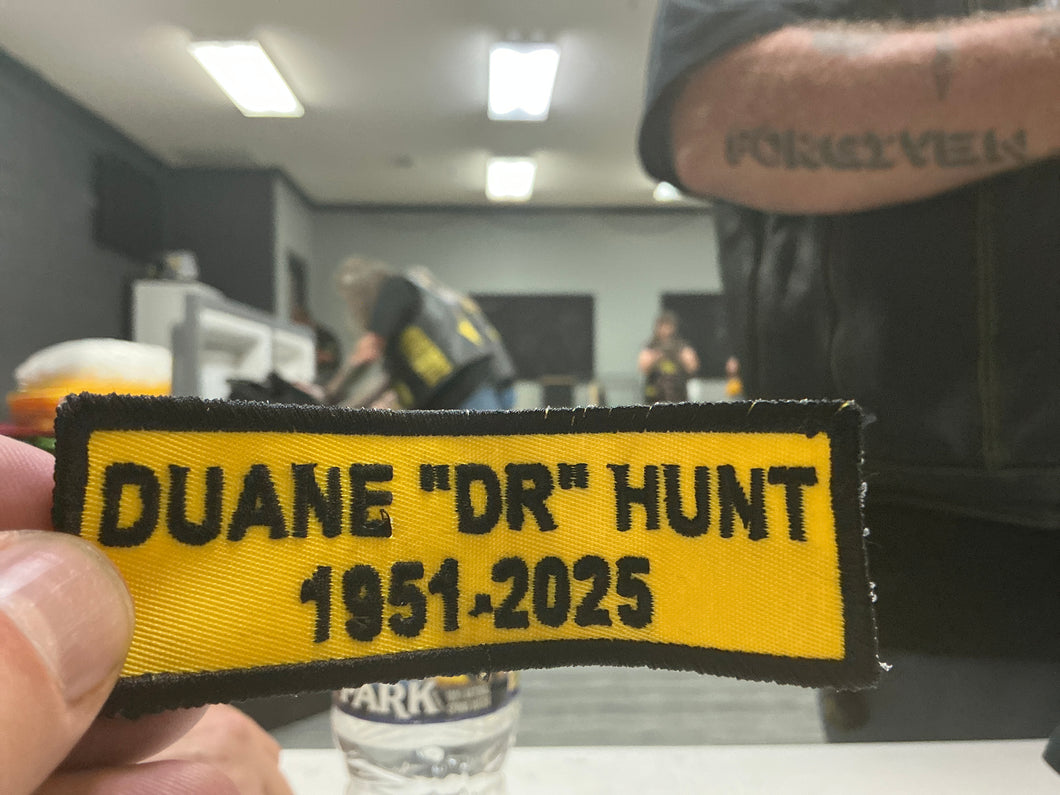 FORGIVEN
DUANE "DR" HUNT
1951-2025
PARK